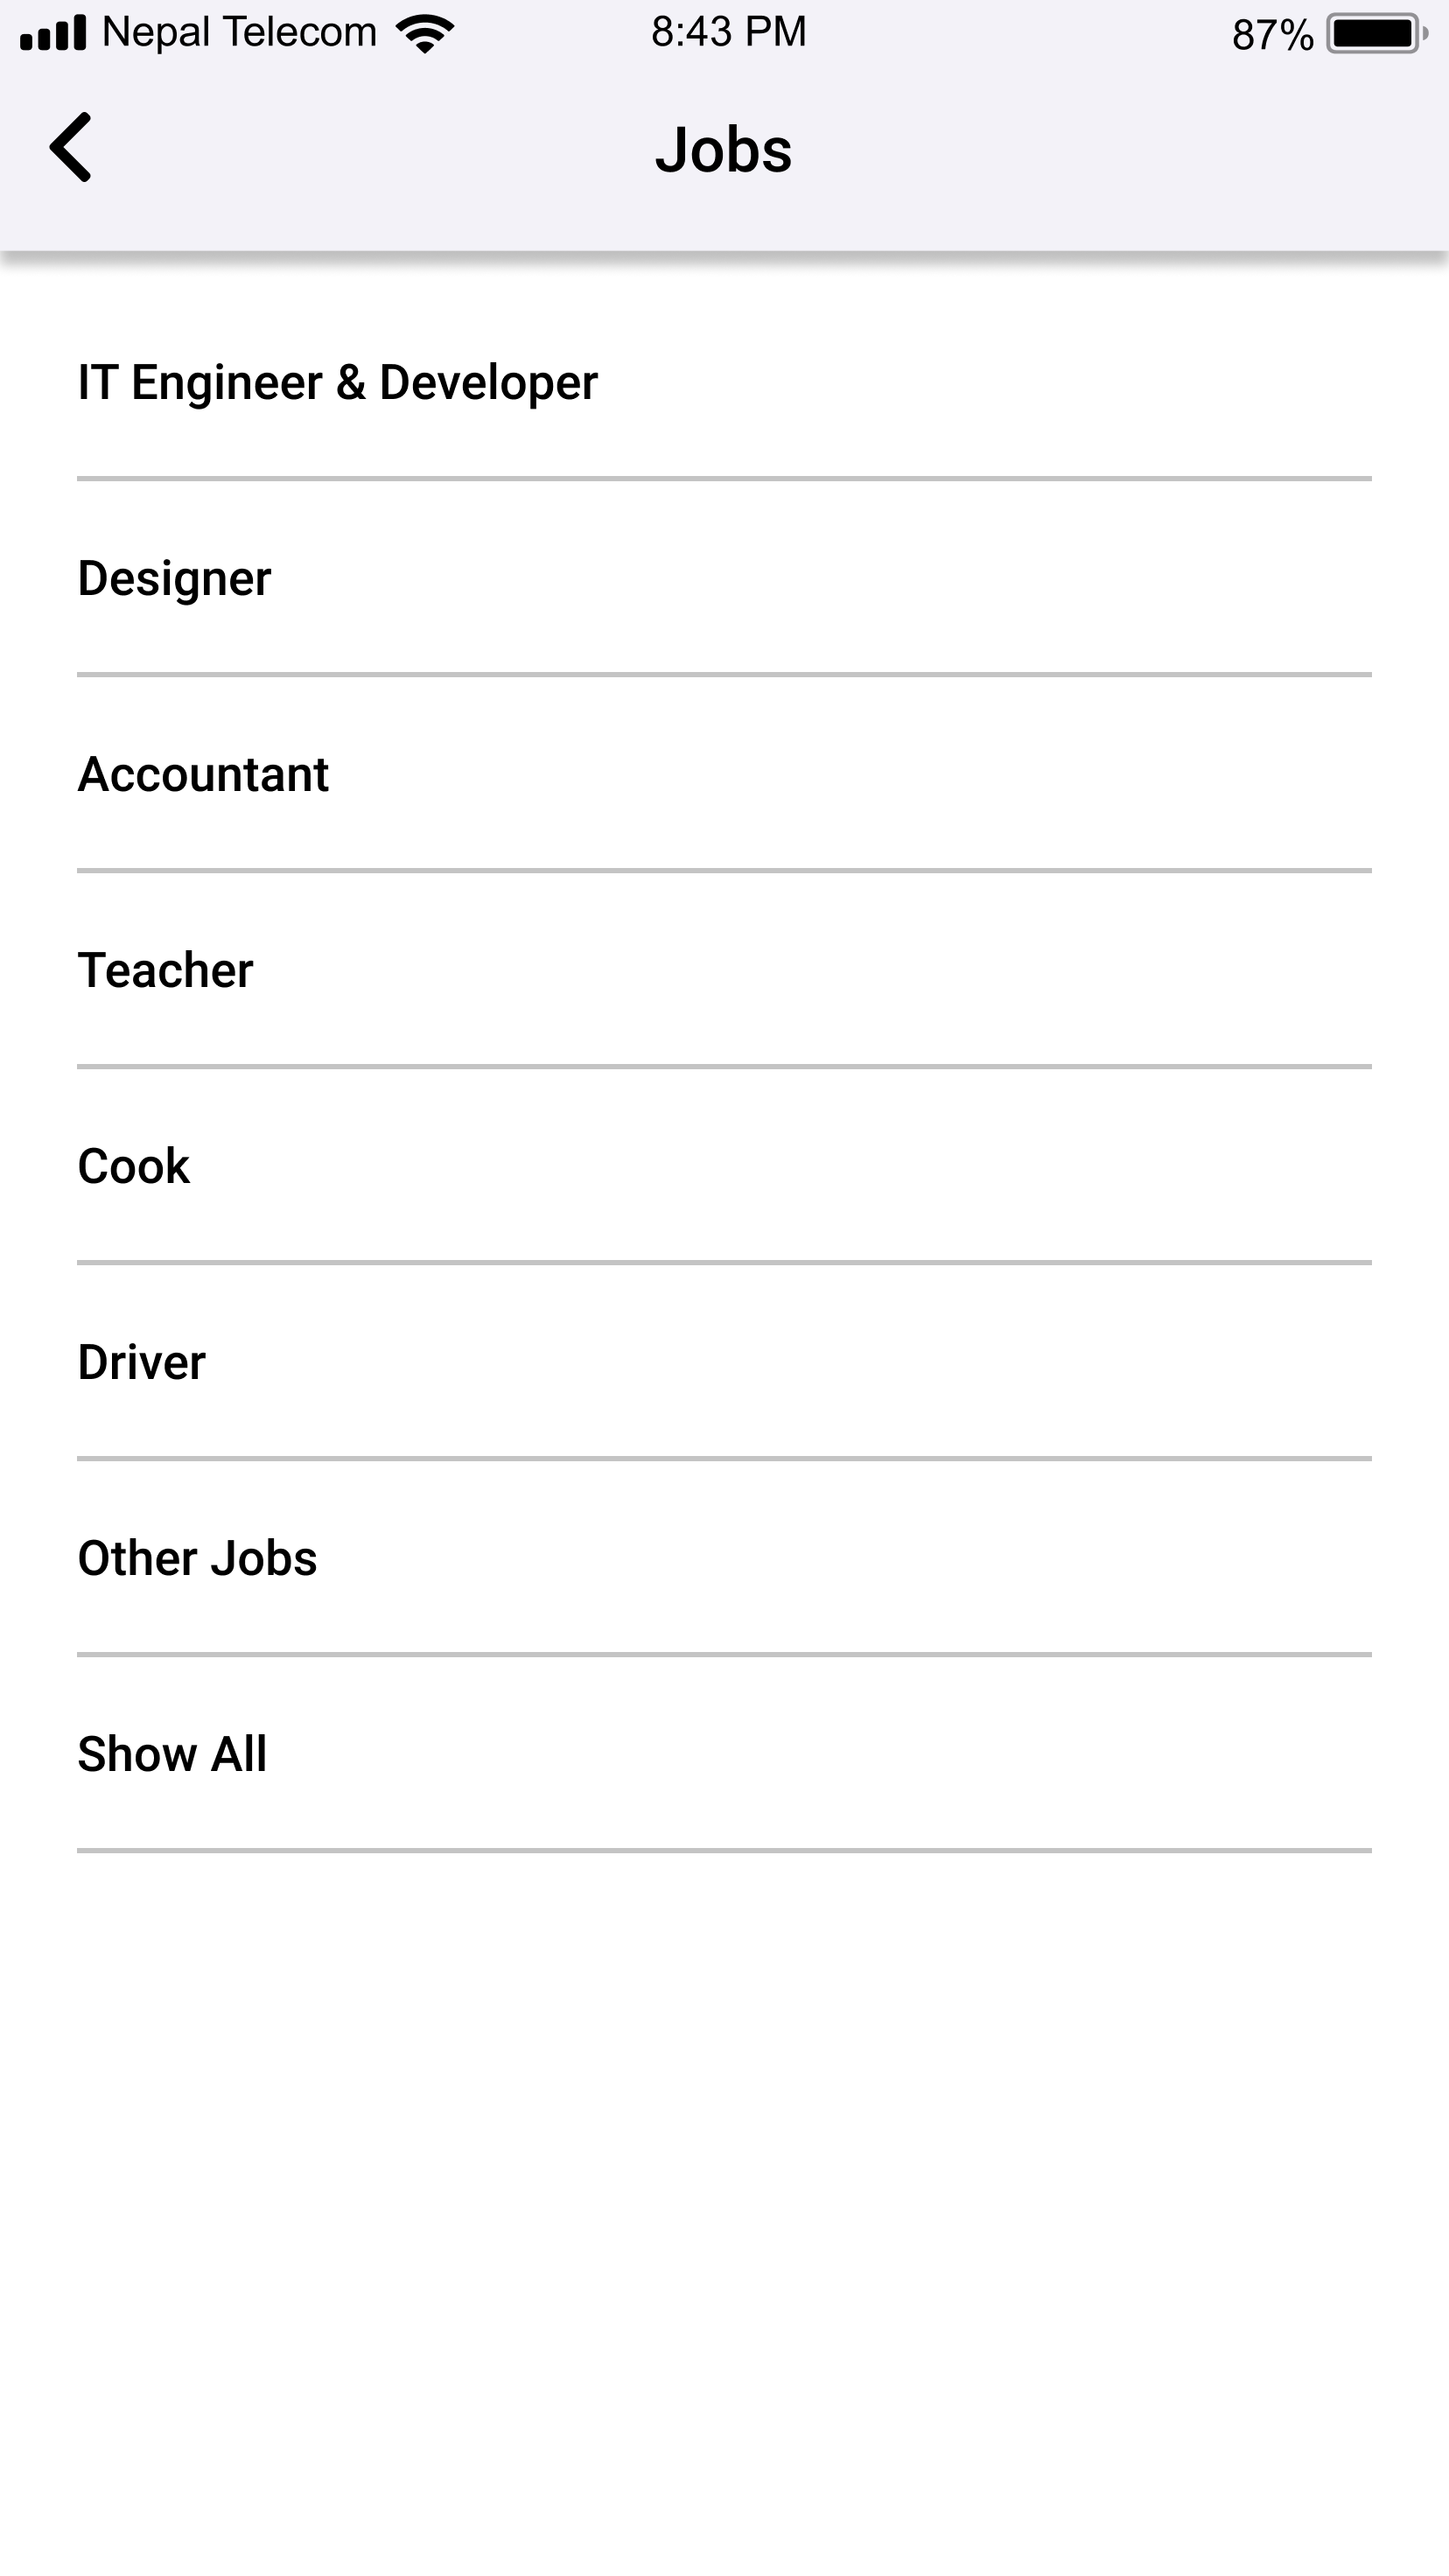 Nepal Telecom 8:43 PM 87%
Jobs
IT Engineer & Developer
Designer
Accountant
Teacher
Cook
Driver
Other Jobs
Show All